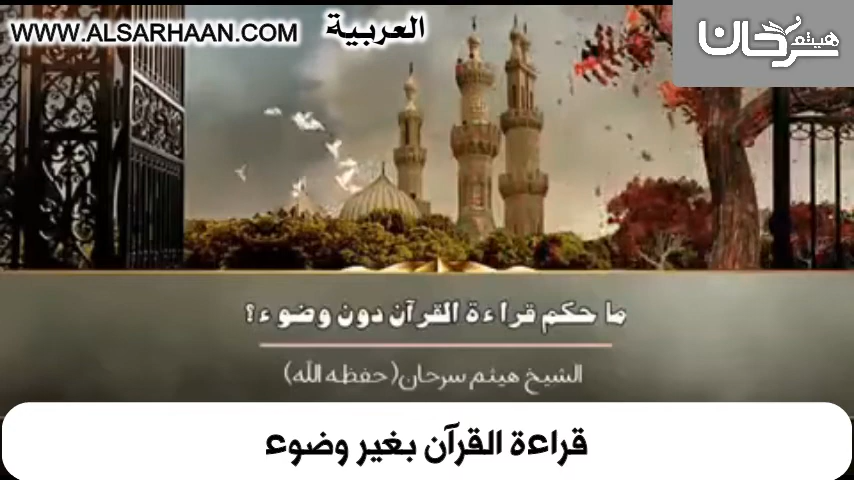 WWW.ALSARHAAN.COM
العربية
هيثم سرحان
ما حكم قراءة القرآن دون وضوء؟
الشيخ هيثم سرحان(حفظه الله)
قراءة القرآن بغير وضوء